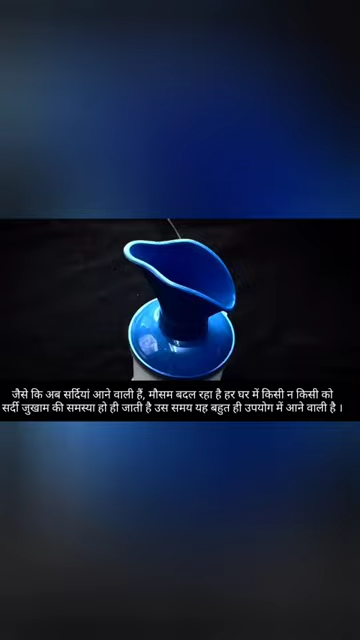 जैसे कि अब सर्दियां आने वाली हैं, मौसम बदल रहा है हर घर में किसी न किसी को
सर्दी जुखाम की समस्या हो ही जाती है उस समय यह बहुत ही उपयोग में आने वाली है ।